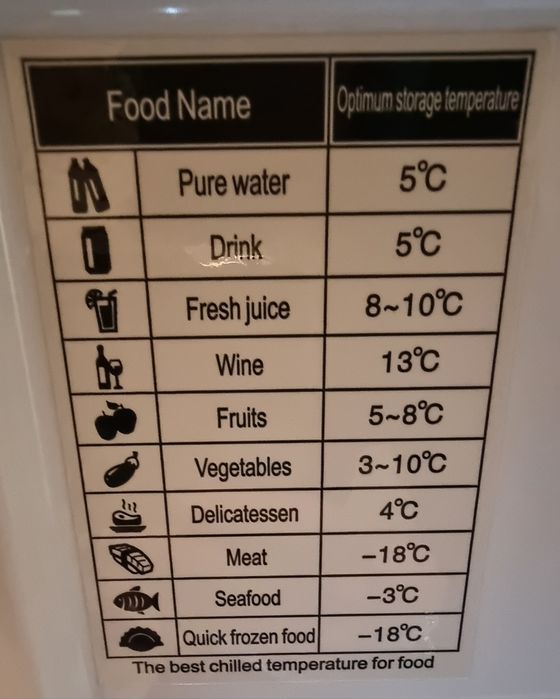 Food Name Optimum storage temperature
Pure water 5℃
Drink 5℃
Fresh juice 8~10℃
Wine 13℃
Fruits 5~8℃
Vegetables 3~10℃
Delicatessen 4℃
Meat −18℃
Seafood −3℃
Quick frozen food −18℃
The best chilled temperature for food